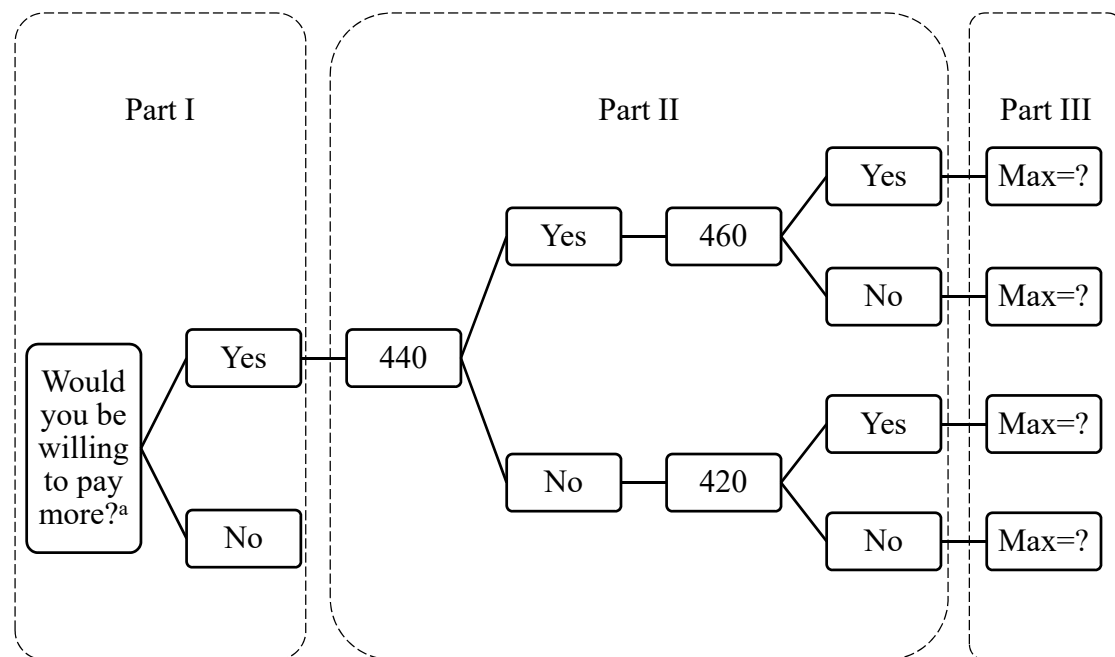 Part I
Part II
Part III
Would
you be
willing
to pay
more?ᵃ
Yes
No
440
Yes
No
460
420
Yes
No
Yes
No
Max=?
Max=?
Max=?
Max=?